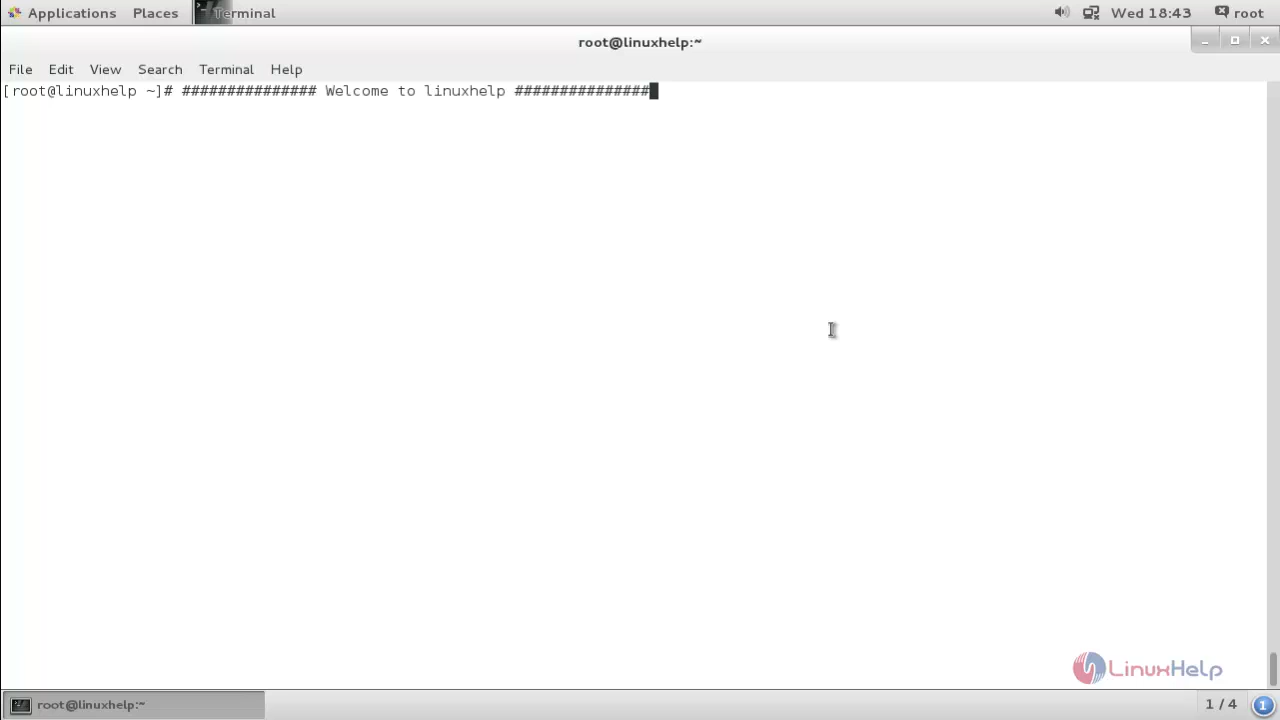 Applications Places Terminal Wed 18:43 root
root@linuxhelp:~
File Edit View Search Terminal Help
[root@linuxhelp ~]# ############### Welcome to linuxhelp ###############
LinuxHelp
root@linuxhelp:~ 1 / 4 1